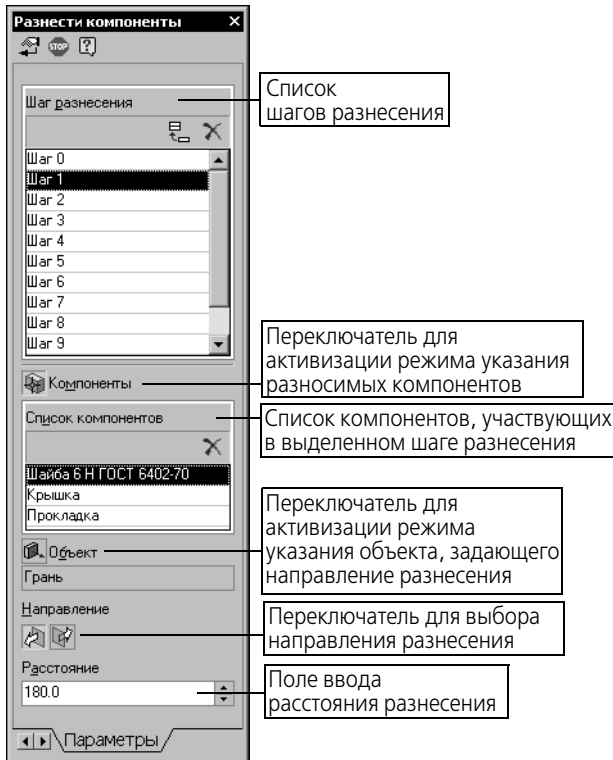 Разнести компоненты
STOP
Шаг разнесения
Список
шагов разнесения
Шаг 0
Шаг 1
Шаг 2
Шаг 3
Шаг 4
Шаг 5
Шаг 6
Шаг 7
Шаг 8
Шаг 9
Переключатель для
активизации режима указания
разносимых компонентов
Компоненты
Список компонентов
Список компонентов, участвующих
в выделенном шаге разнесения
Шайба 6 Н ГОСТ 6402-70
Крышка
Прокладка
Переключатель для
активизации режима
указания объекта, задающего
направление разнесения
Объект
Грань
Направление
Переключатель для выбора
направления разнесения
Расстояние
180.0
Поле ввода
расстояния разнесения
Параметры